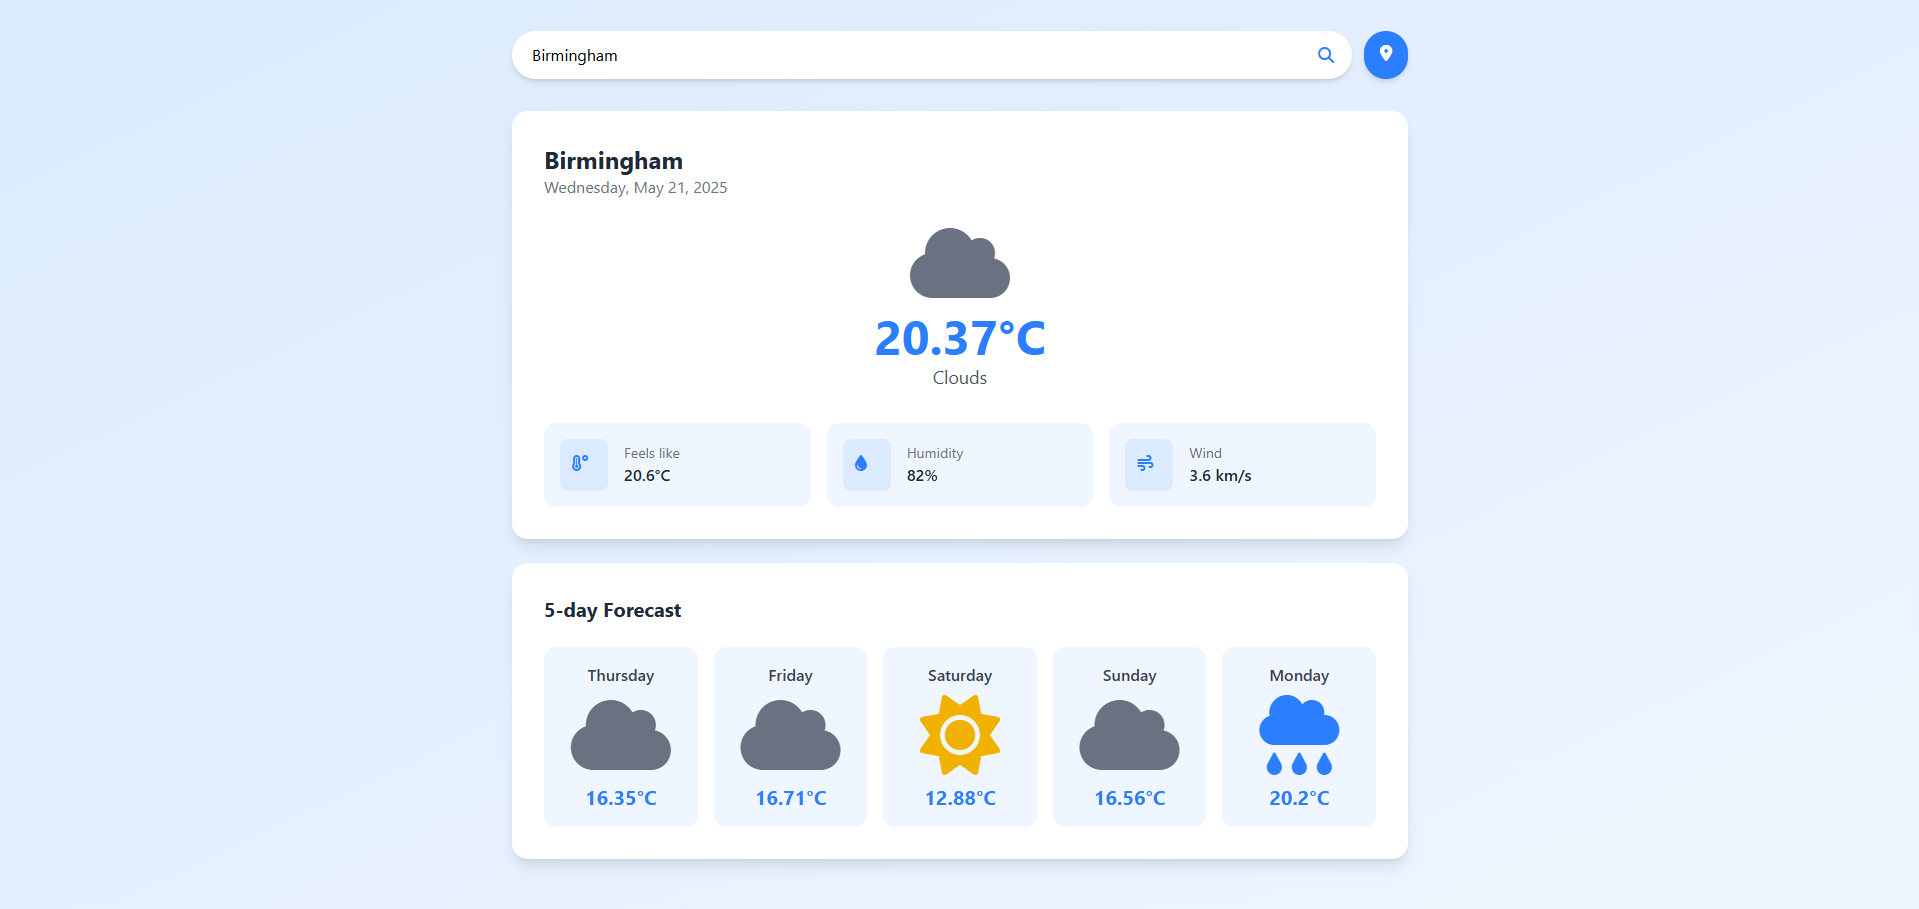 Birmingham
Birmingham
Wednesday, May 21, 2025
20.37°C
Clouds
Feels like
20.6°C
Humidity
82%
Wind
3.6 km/s
5-day Forecast
Thursday
16.35°C
Friday
16.71°C
Saturday
12.88°C
Sunday
16.56°C
Monday
20.2°C